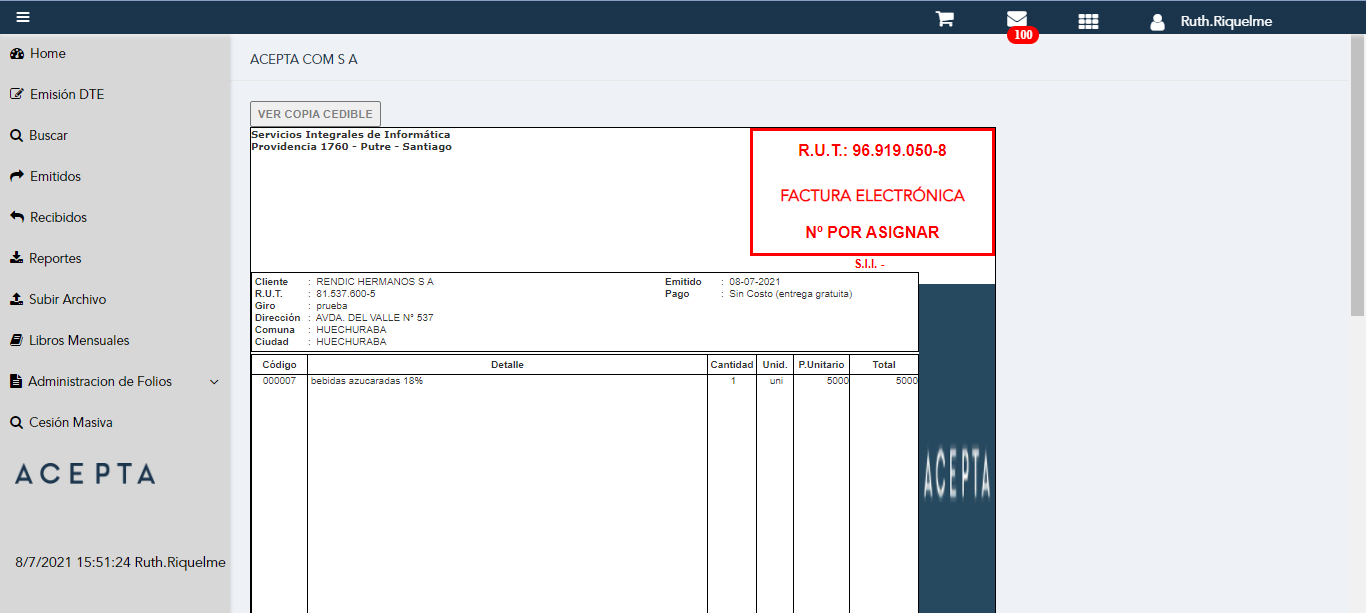 100
Ruth.Riquelme
Home
Emisión DTE
Buscar
Emitidos
Recibidos
Reportes
Subir Archivo
Libros Mensuales
Administracion de Folios
Cesión Masiva
ACEPTA
8/7/2021 15:51:24 Ruth.Riquelme
ACEPTA COM S A
VER COPIA CEDIBLE
Servicios Integrales de Informática
Providencia 1760 - Putre - Santiago
R.U.T.: 96.919.050-8
FACTURA ELECTRÓNICA
Nº POR ASIGNAR
S.I.I. -
Cliente : RENDIC HERMANOS S A Emitido : 08-07-2021
R.U.T. : 81.537.600-5 Pago : Sin Costo (entrega gratuita)
Giro : prueba
Dirección : AVDA. DEL VALLE N° 537
Comuna : HUECHURABA
Ciudad : HUECHURABA
Código Detalle Cantidad Unid. P.Unitario Total
000007 bebidas azucaradas 18% 1 uni 5000 5000
ACEPTA